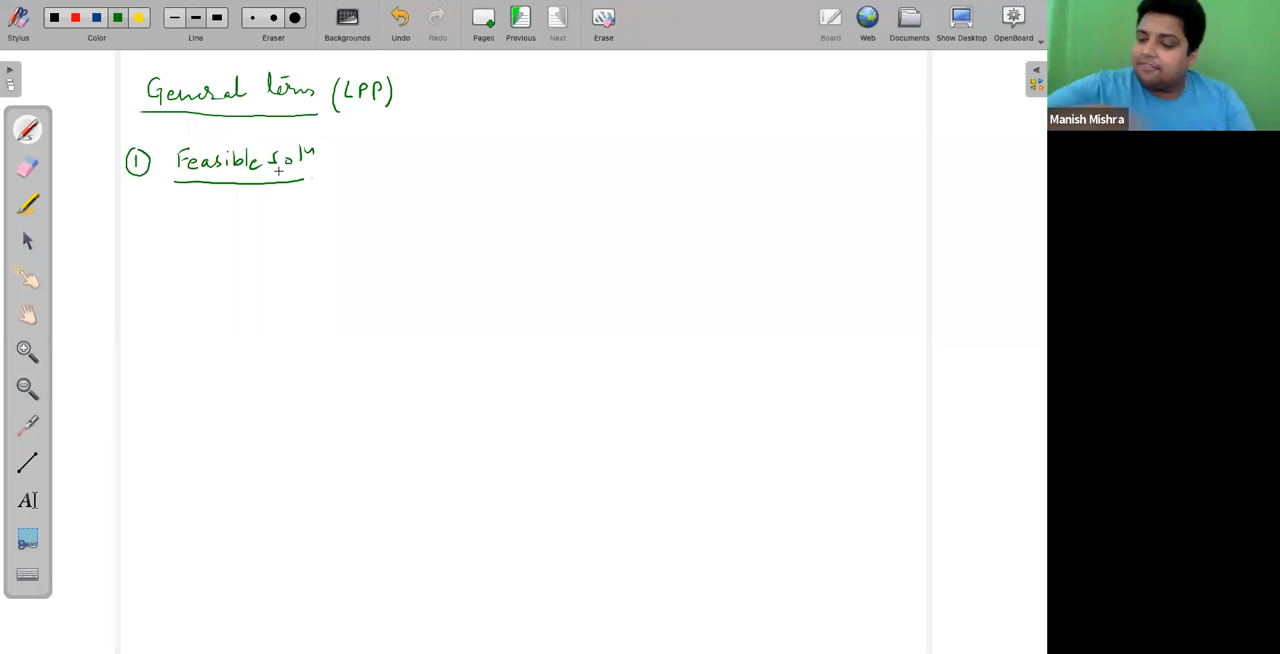 Stylus
Color
Line
Eraser
Backgrounds
Undo
Redo
Pages
Previous
Next
Erase
Board
Web
Documents
Show Desktop
OpenBoard
Manish Mishra
General terms (LPP)
① Feasible solⁿ
AI